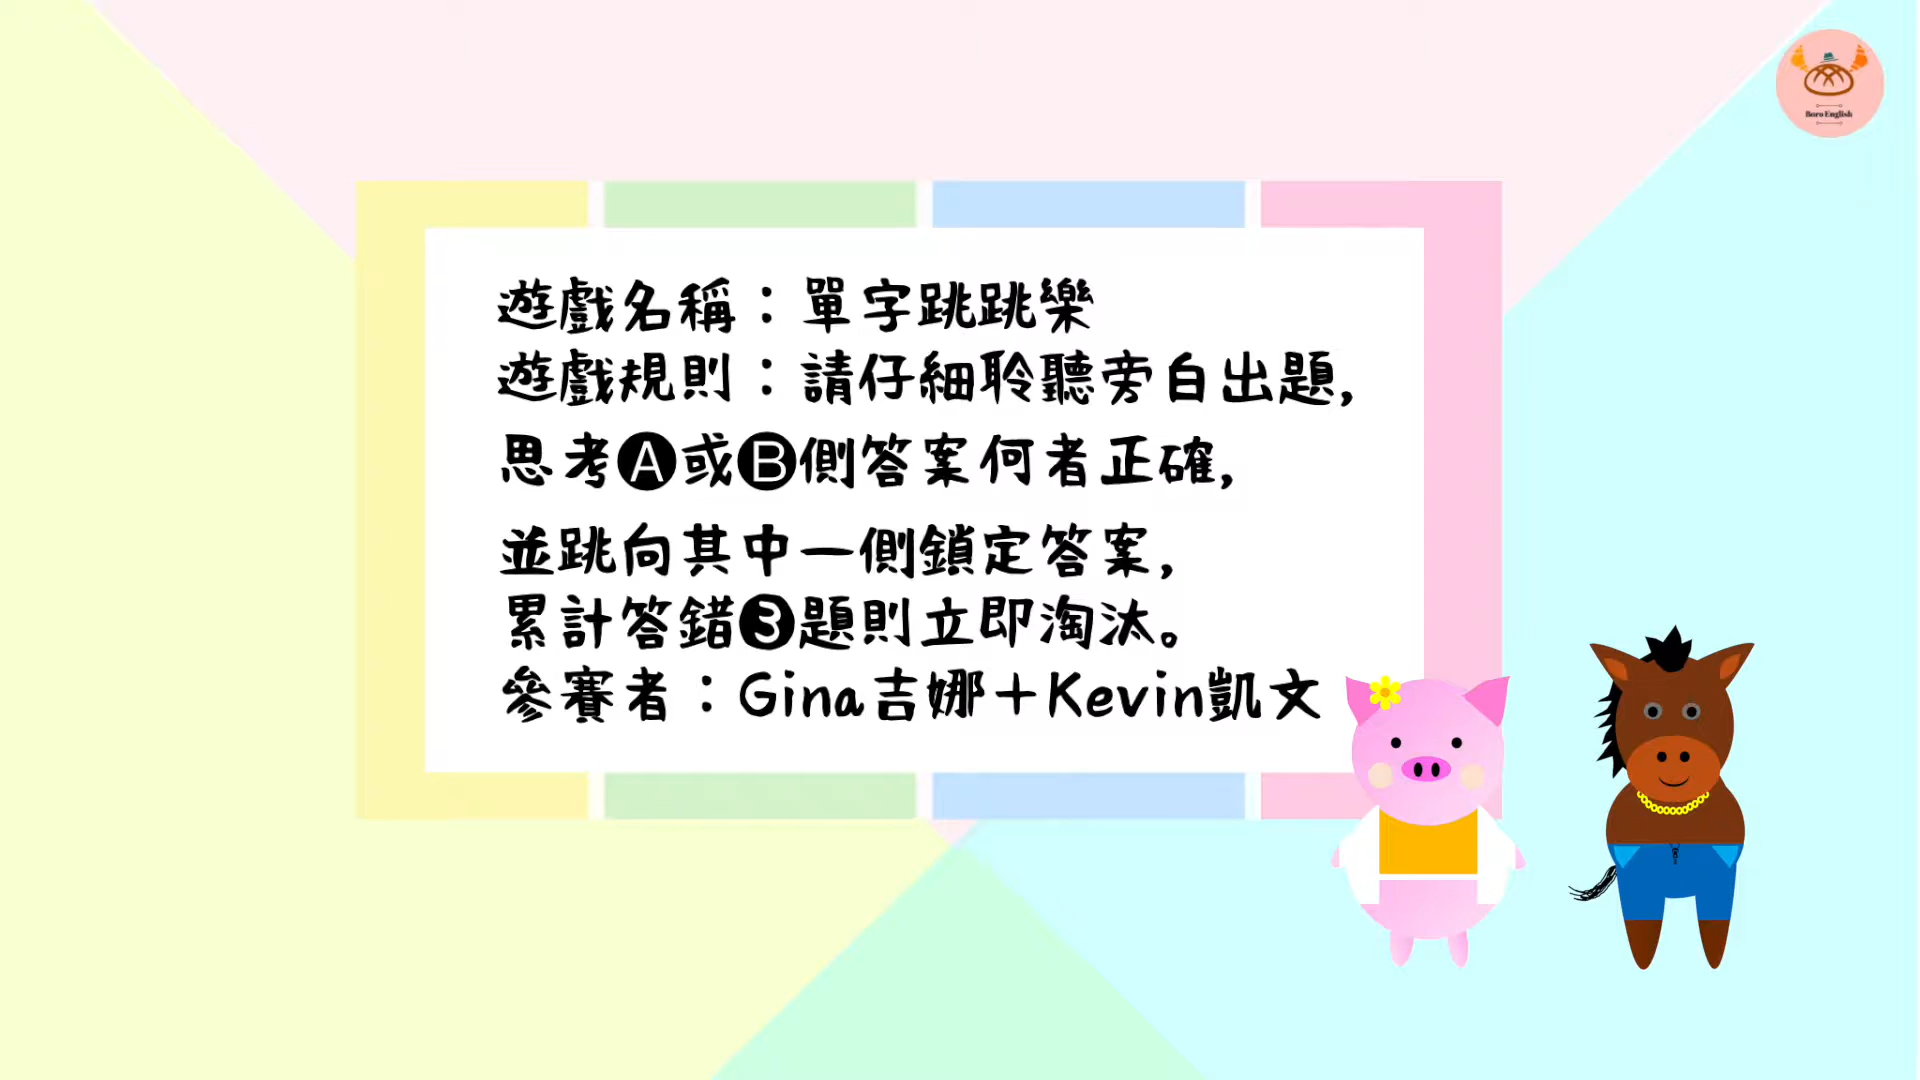 Boro English
遊戲名稱：單字跳跳樂
遊戲規則：請仔細聆聽旁白出題,
思考🅐或🅑側答案何者正確,
並跳向其中一側鎖定答案,
累計答錯❸題則立即淘汰。
參賽者：Gina吉娜＋Kevin凱文